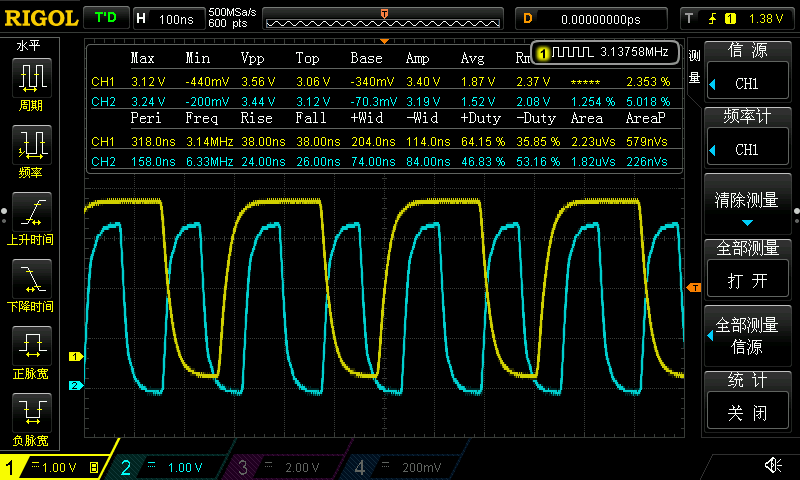 RIGOL T'D H 100ns 500MSa/s D 0.00000000ps T 1 1.38 V
600 pts
T
水平
周期
频率
上升时间
下降时间
正脉宽
负脉宽
1 3.13758MHz
Max Min Vpp Top Base Amp Avg Rm
CH1 3.12 V -440mV 3.56 V 3.06 V -340mV 3.40 V 1.87 V 2.37 V ***** 2.353 %
CH2 3.24 V -200mV 3.44 V 3.12 V -70.3mV 3.19 V 1.52 V 2.08 V 1.254 % 5.018 %
Peri Freq Rise Fall +Wid -Wid +Duty -Duty Area AreaP
CH1 318.0ns 3.14MHz 38.00ns 38.00ns 204.0ns 114.0ns 64.15 % 35.85 % 2.23uVs 579nVs
CH2 158.0ns 6.33MHz 24.00ns 26.00ns 74.00ns 84.00ns 46.83 % 53.16 % 1.82uVs 226nVs
1
2
T
测量
信源
CH1
频率计
CH1
清除测量
全部测量
打开
全部测量
信源
统计
关闭
1 1.00 V B 2 1.00 V 3 2.00 V 4 200mV